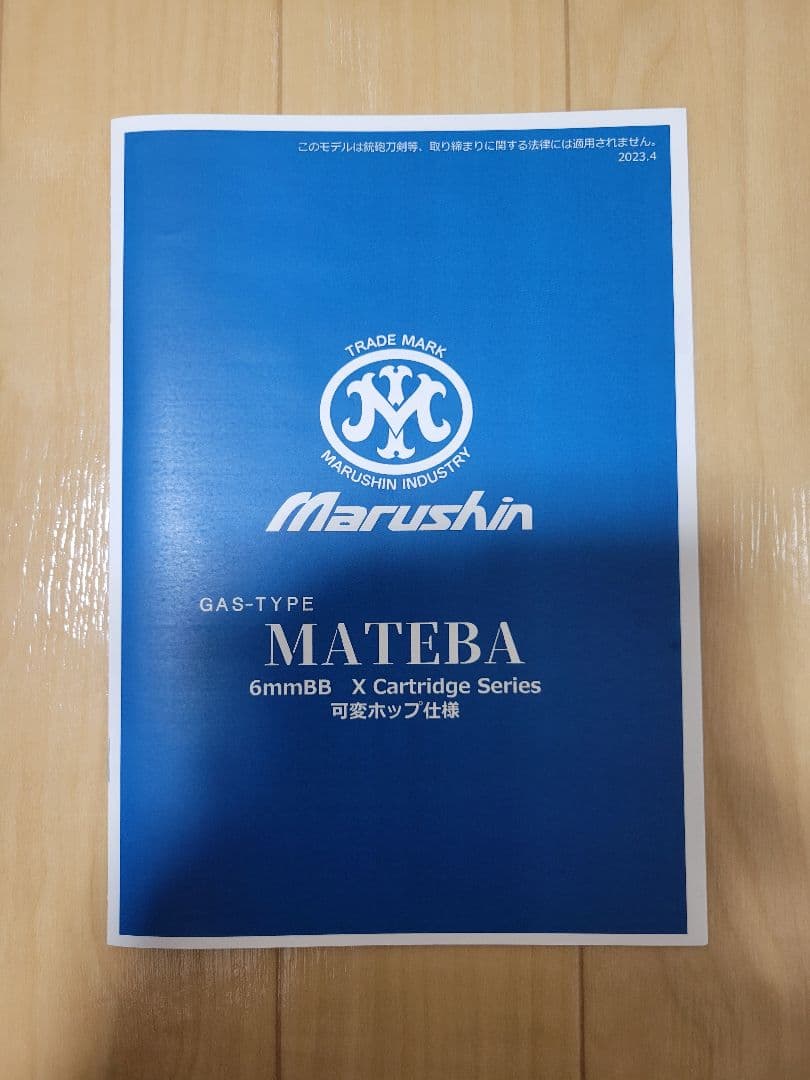 このモデルは銃砲刀剣等、取り締まりに関する法律には適用されません。
2023.4
TRADE MARK
M
MARUSHIN INDUSTRY
Marushin
GAS-TYPE
MATEBA
6mmBB X Cartridge Series
可変ホップ仕様